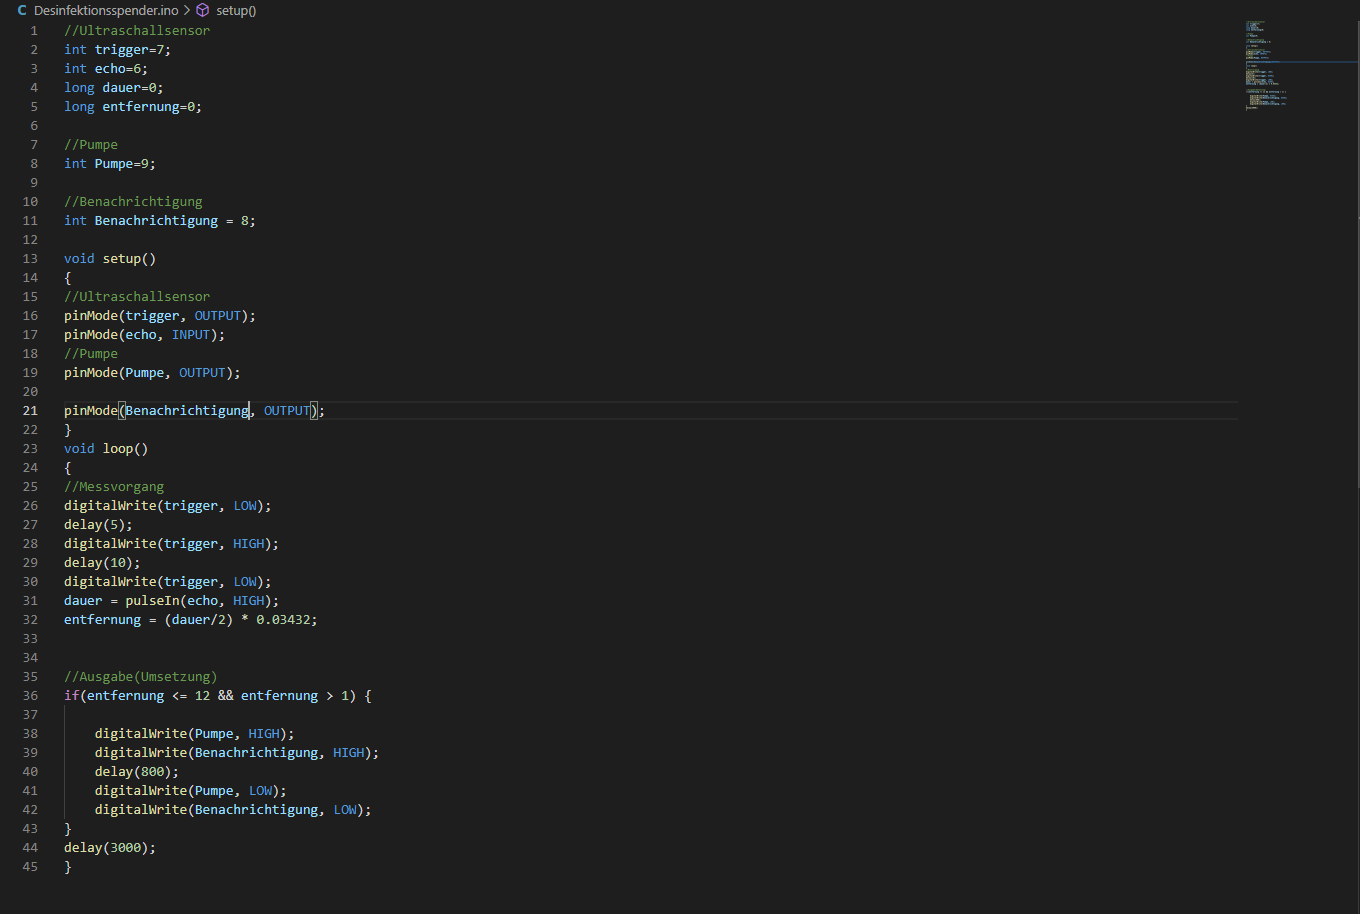 Desinfektionsspender.ino > setup()
1 //Ultraschallsensor
2 int trigger=7;
3 int echo=6;
4 long dauer=0;
5 long entfernung=0;
6
7 //Pumpe
8 int Pumpe=9;
9
10 //Benachrichtigung
11 int Benachrichtigung = 8;
12
13 void setup()
14 {
15 //Ultraschallsensor
16 pinMode(trigger, OUTPUT);
17 pinMode(echo, INPUT);
18 //Pumpe
19 pinMode(Pumpe, OUTPUT);
20
21 pinMode(Benachrichtigung, OUTPUT);
22 }
23 void loop()
24 {
25 //Messvorgang
26 digitalWrite(trigger, LOW);
27 delay(5);
28 digitalWrite(trigger, HIGH);
29 delay(10);
30 digitalWrite(trigger, LOW);
31 dauer = pulseIn(echo, HIGH);
32 entfernung = (dauer/2) * 0.03432;
33
34
35 //Ausgabe(Umsetzung)
36 if(entfernung <= 12 && entfernung > 1) {
37
38 digitalWrite(Pumpe, HIGH);
39 digitalWrite(Benachrichtigung, HIGH);
40 delay(800);
41 digitalWrite(Pumpe, LOW);
42 digitalWrite(Benachrichtigung, LOW);
43 }
44 delay(3000);
45 }